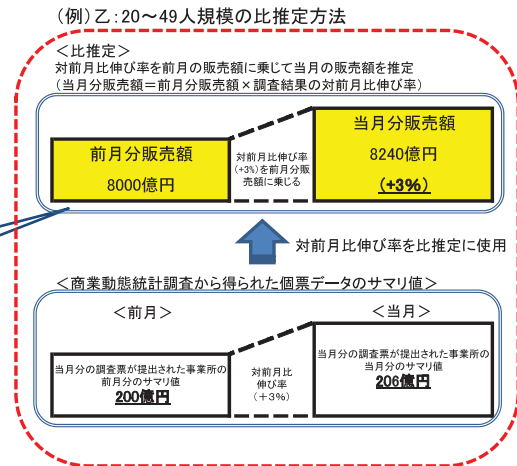 (例)乙:20～49人規模の比推定方法
＜比推定＞
対前月比伸び率を前月の販売額に乗じて当月の販売額を推定
(当月分販売額＝前月分販売額×調査結果の対前月比伸び率)
前月分販売額
8000億円
対前月比伸び率
(+3%)を前月分販
売額に乗じる
当月分販売額
8240億円
(+3%)
対前月比伸び率を比推定に使用
＜商業動態統計調査から得られた個票データのサマリ値＞
＜前月＞
＜当月＞
当月分の調査票が提出された事業所の
前月分のサマリ値
200億円
対前月比
伸び率
(+3%)
当月分の調査票が提出された事業所の
当月分のサマリ値
206億円